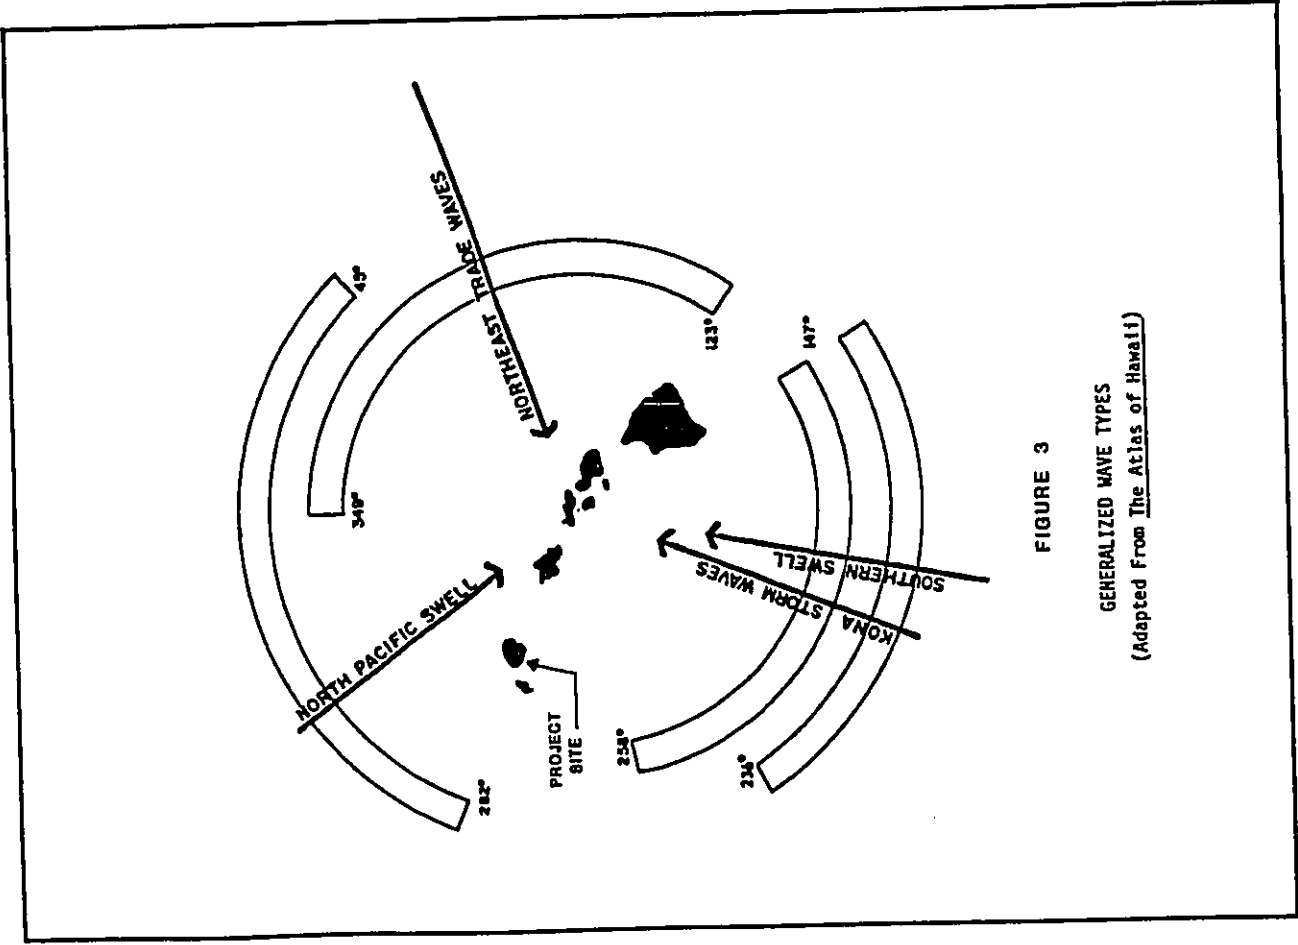 NORTHEAST TRADE WAVES
45°
123°
147°
349°
NORTH PACIFIC SWELL
SOUTHERN SWELL
KONA STORM WAVES
PROJECT
SITE
258°
236°
282°
FIGURE 3
GENERALIZED WAVE TYPES
(Adapted From The Atlas of Hawaii)